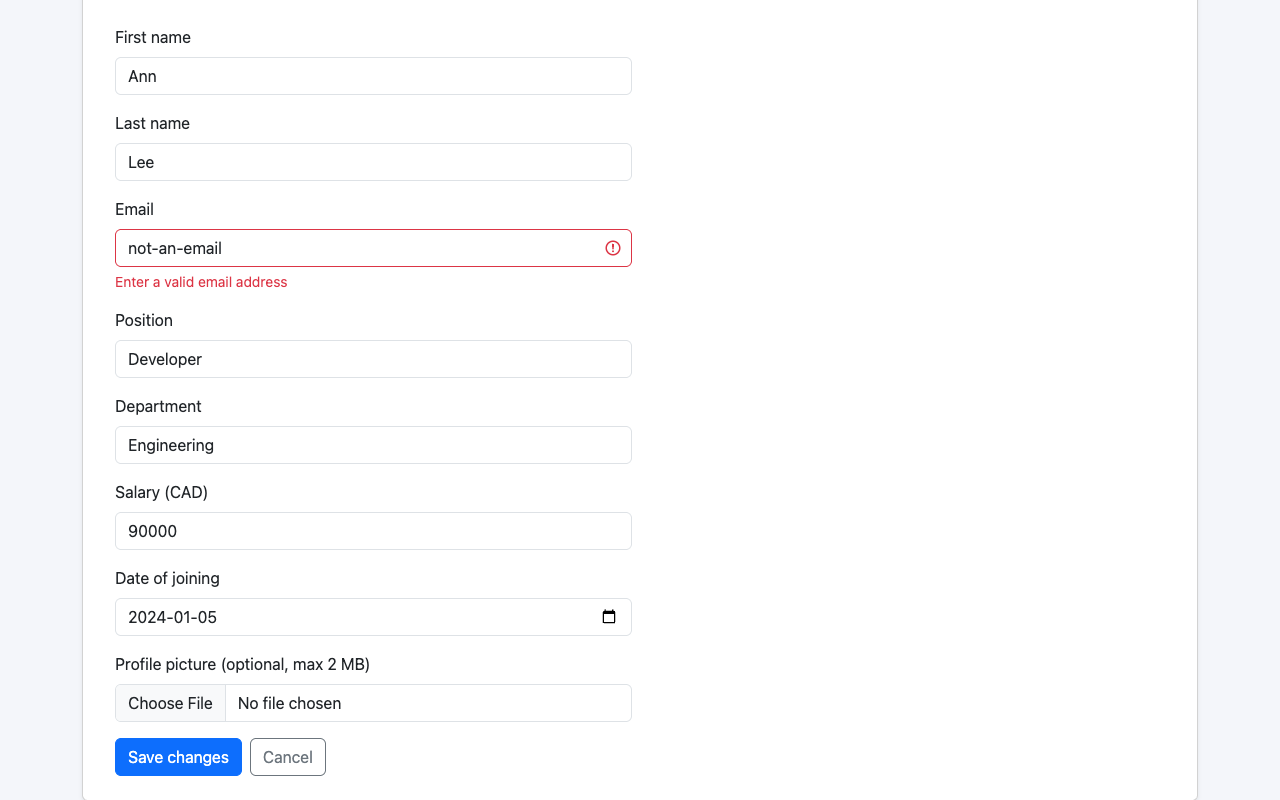 First name
Ann
Last name
Lee
Email
not-an-email
Enter a valid email address
Position
Developer
Department
Engineering
Salary (CAD)
90000
Date of joining
2024-01-05
Profile picture (optional, max 2 MB)
Choose File No file chosen
Save changes Cancel